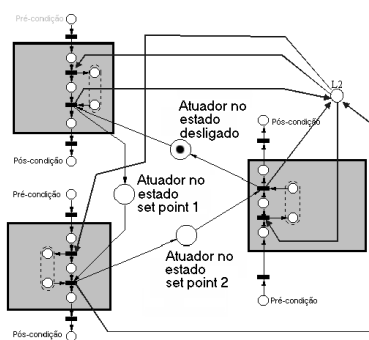 Pré-condição
L2
Atuador no
estado
desligado
Pós-condição
Pós-condição
Atuador no
estado
set point 1
Pré-condição
Atuador no
estado
set point 2
Pré-condição
Pós-condição